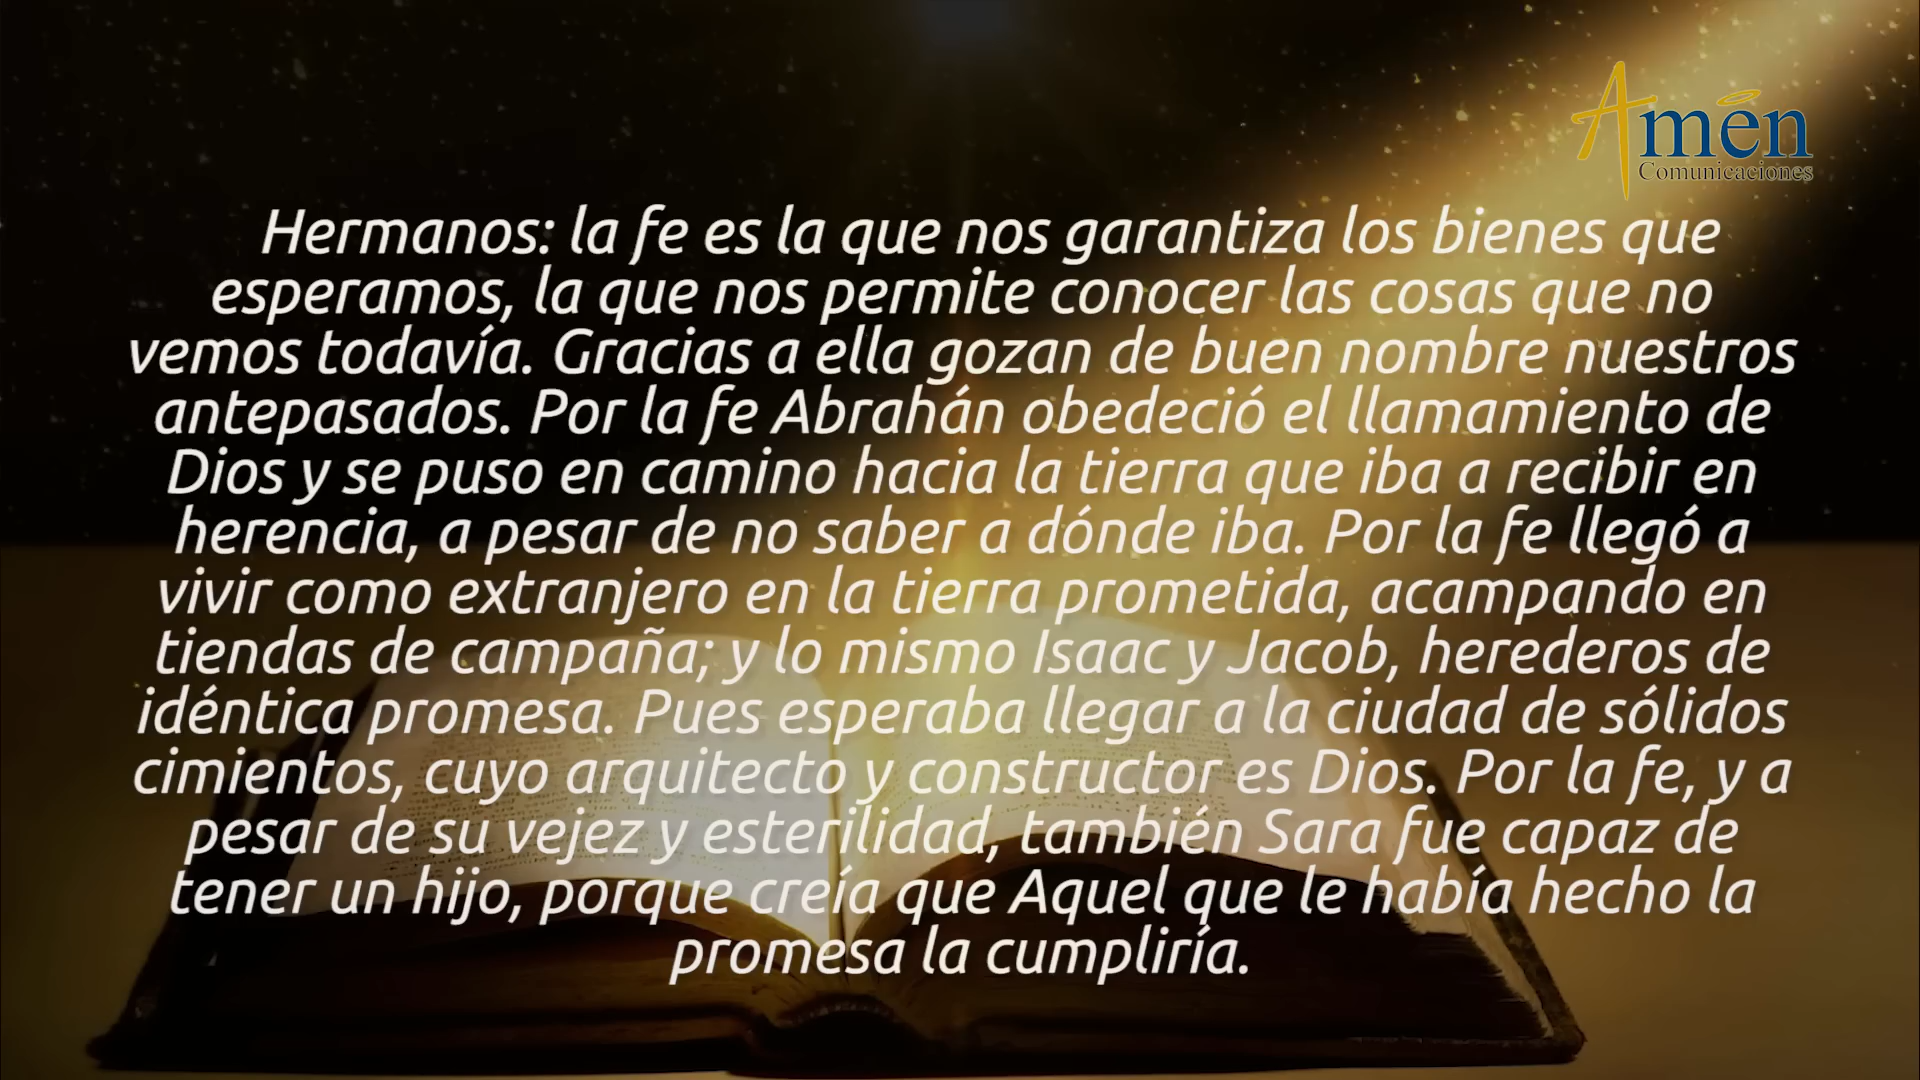 Amén
Comunicaciones
Hermanos: la fe es la que nos garantiza los bienes que
esperamos, la que nos permite conocer las cosas que no
vemos todavía. Gracias a ella gozan de buen nombre nuestros
antepasados. Por la fe Abrahán obedeció el llamamiento de
Dios y se puso en camino hacia la tierra que iba a recibir en
herencia, a pesar de no saber a dónde iba. Por la fe llegó a
vivir como extranjero en la tierra prometida, acampando en
tiendas de campaña; y lo mismo Isaac y Jacob, herederos de
idéntica promesa. Pues esperaba llegar a la ciudad de sólidos
cimientos, cuyo arquitecto y constructor es Dios. Por la fe, y a
pesar de su vejez y esterilidad, también Sara fue capaz de
tener un hijo, porque creía que Aquel que le había hecho la
promesa la cumpliría.